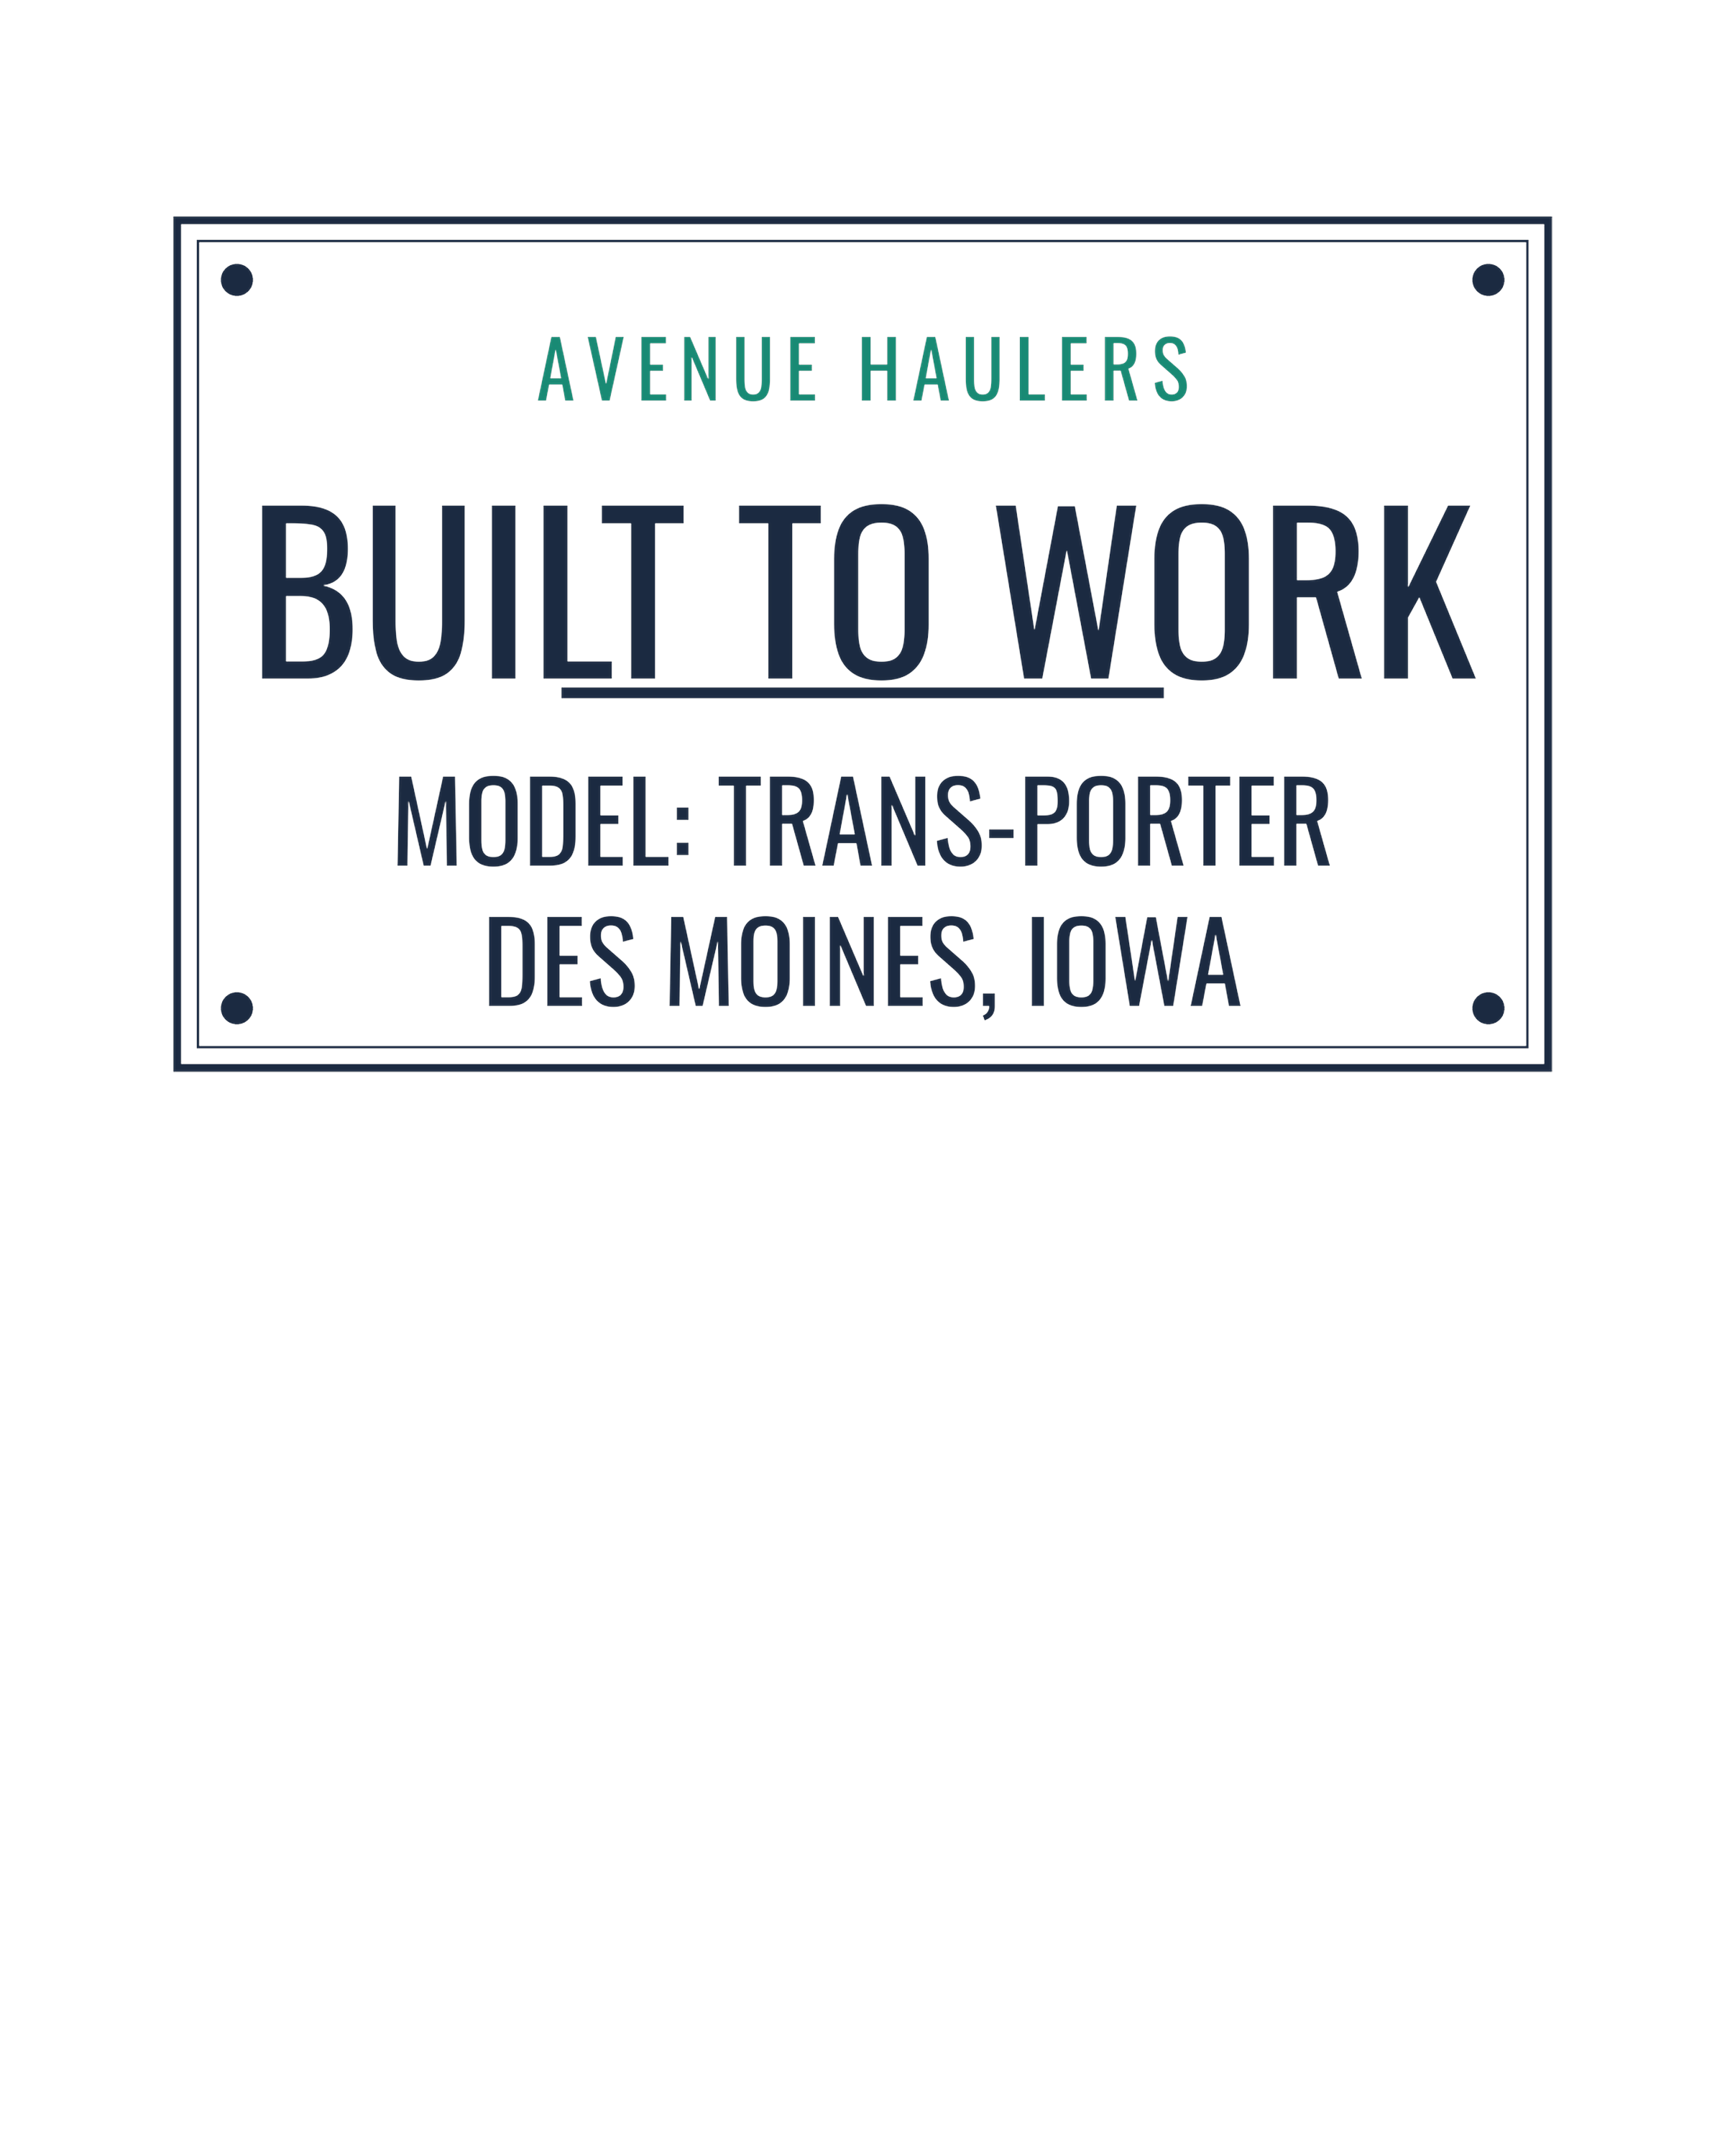 AVENUE HAULERS
BUILT TO WORK
MODEL: TRANS-PORTER
DES MOINES, IOWA